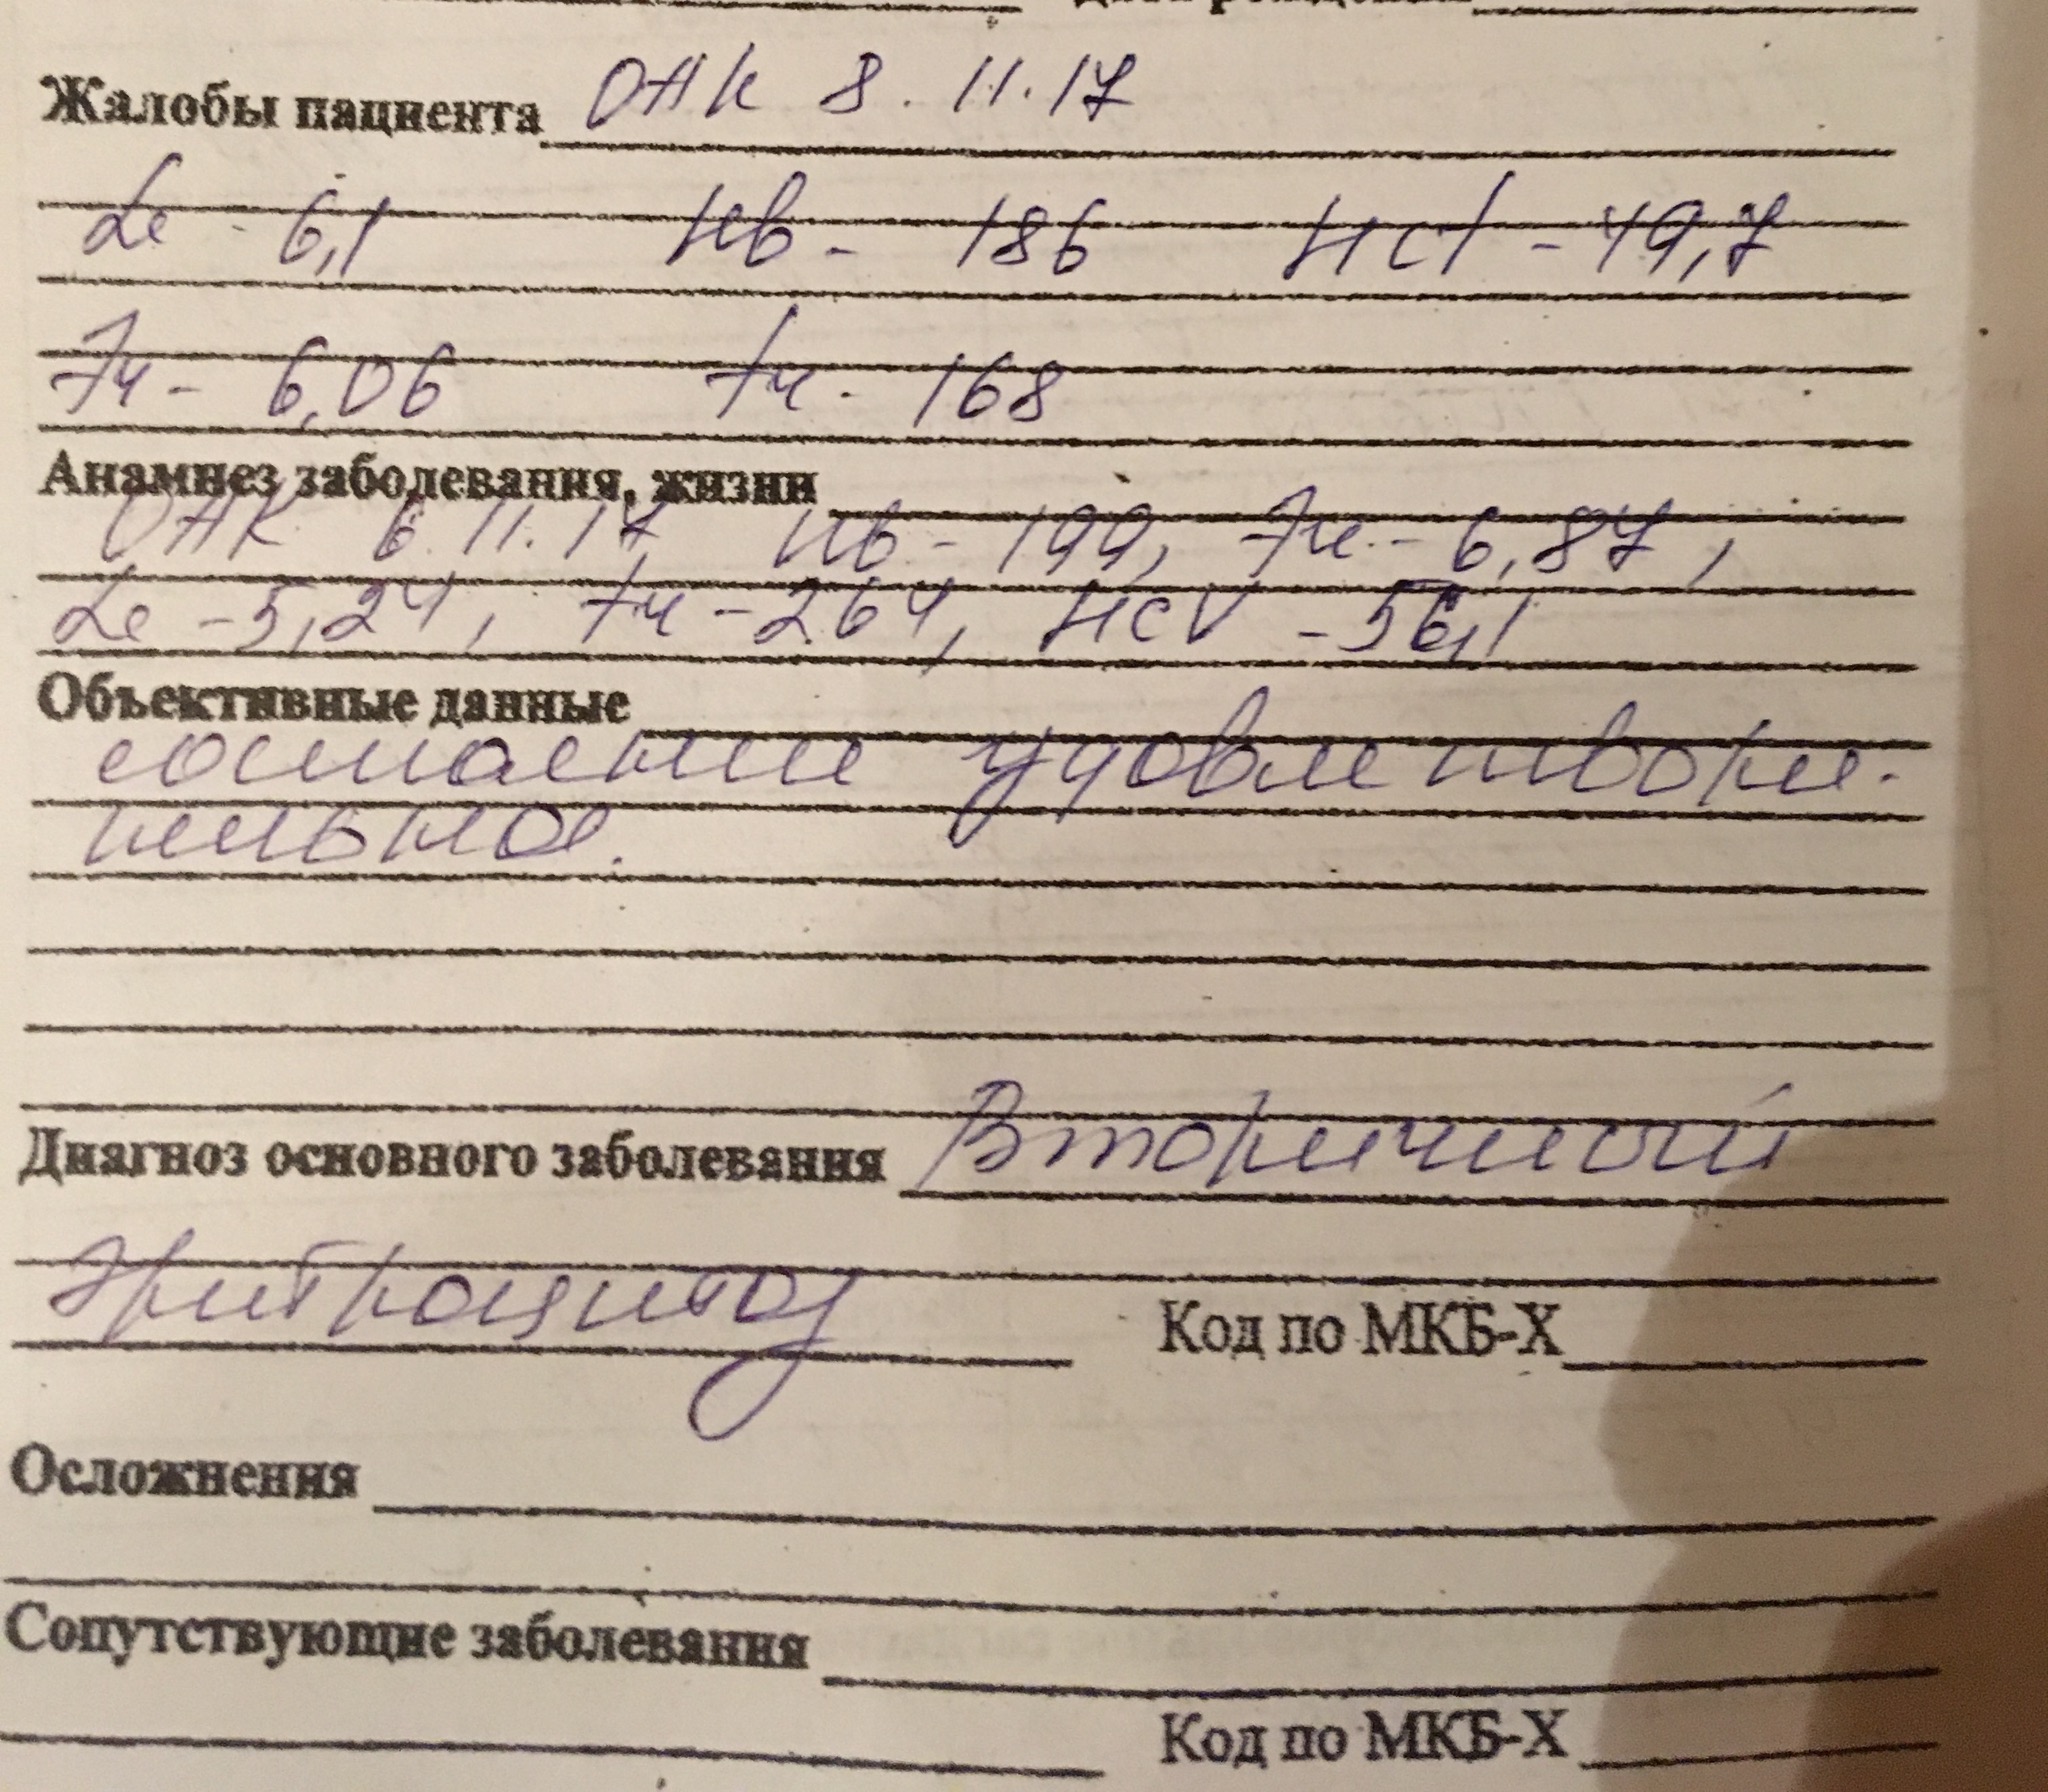 Жалобы пациента ОАК 8.11.17
Le - 6,1 Hb - 186 Hct - 49,7
Эч - 6,06 Тч - 168
Анамнез заболевания, жизни
ОАК 6.11.17 Hb - 199, Эч - 6,87,
Le - 5,24, Тч - 264, HCV - 56,1
Объективные данные
состояние удовлетвори-
тельное.
Диагноз основного заболевания Вторичный
эритроцитоз Код по МКБ-X
Осложнения
Сопутствующие заболевания
Код по МКБ-X